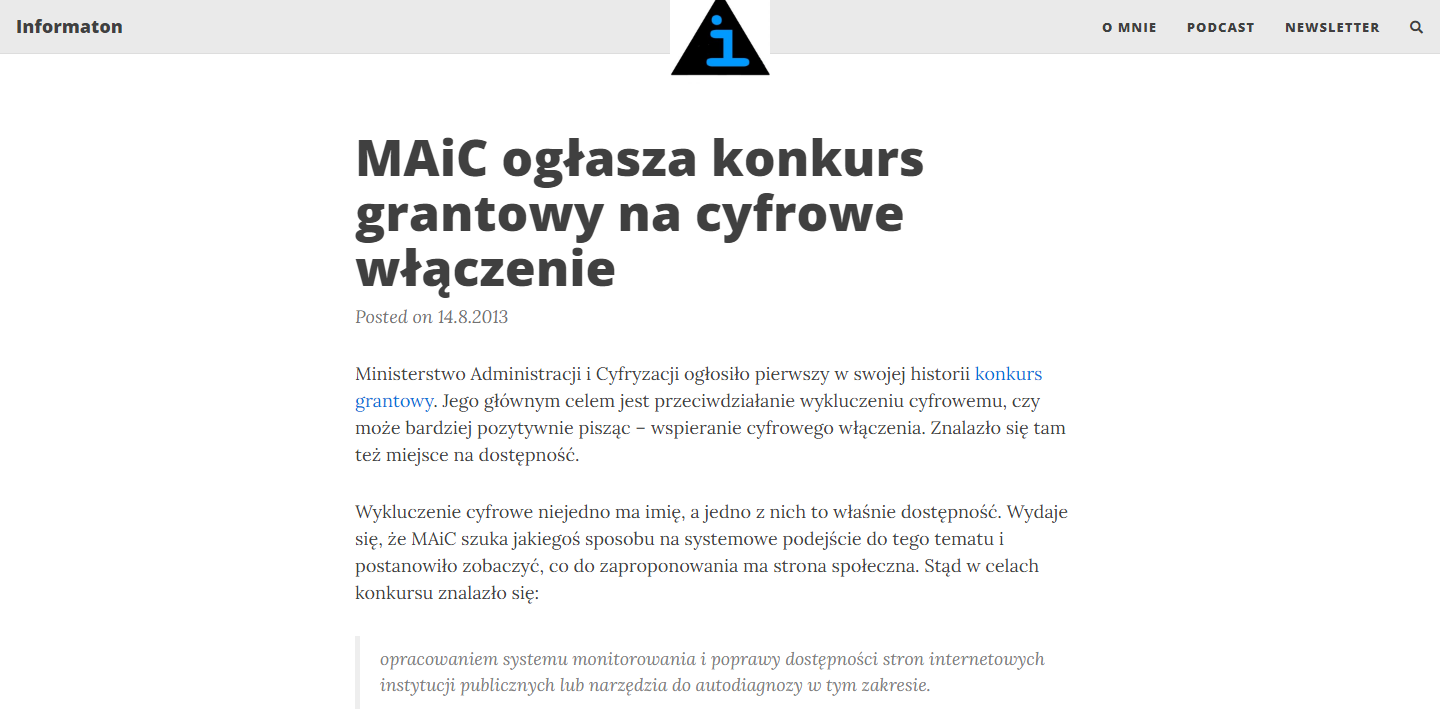 Informaton
i
O MNIE PODCAST NEWSLETTER
MAiC ogłasza konkurs
grantowy na cyfrowe
włączenie
Posted on 14.8.2013
Ministerstwo Administracji i Cyfryzacji ogłosiło pierwszy w swojej historii konkurs
grantowy. Jego głównym celem jest przeciwdziałanie wykluczeniu cyfrowemu, czy
może bardziej pozytywnie pisząc – wspieranie cyfrowego włączenia. Znalazło się tam
też miejsce na dostępność.
Wykluczenie cyfrowe niejedno ma imię, a jedno z nich to właśnie dostępność. Wydaje
się, że MAiC szuka jakiegoś sposobu na systemowe podejście do tego tematu i
postanowiło zobaczyć, co do zaproponowania ma strona społeczna. Stąd w celach
konkursu znalazło się:
opracowaniem systemu monitorowania i poprawy dostępności stron internetowych
instytucji publicznych lub narzędzia do autodiagnozy w tym zakresie.